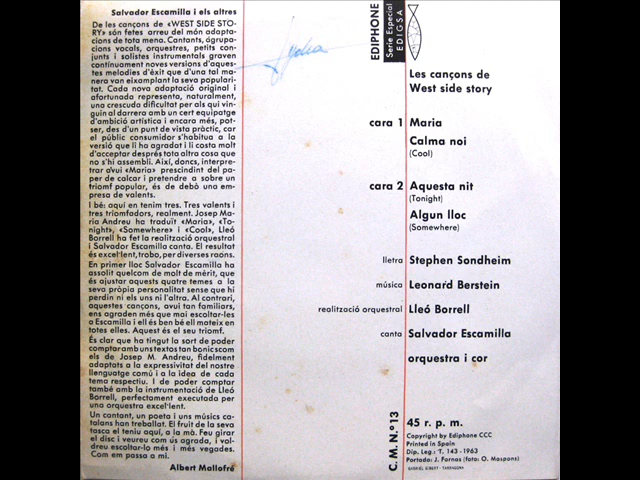 Salvador Escamilla i els altres
De les cançons de «WEST SIDE STO-
RY» són fetes arreu del món adapta-
cions de tota mena. Cantants, agrupa-
cions vocals, orquestres, petits con-
junts i solistes instrumentals graven
contínuament noves versions d'aques-
tes melodies d'èxit que d'una tal ma-
nera van eixamplant la seva populari-
tat. Cada nova adaptació original i
afortunada representa, naturalment,
una crescuda dificultat per als qui vin-
guin al darrera amb un cert equipatge
d'ambició artística i encara més, pot-
ser, des d'un punt de vista pràctic, car
el públic consumidor s'habitua a la
versió que li ha agradat i li costa molt
d'acceptar després tota altra cosa que
no s'hi assembli. Així, doncs, interpre-
trar avui «Maria» prescindint del pa-
per de calcar i pretendre a sobre un
triomf popular, és de debò una em-
presa de valents.
I bé: aquí en tenim tres. Tres valents i
tres triomfadors, realment. Josep Ma-
ria Andreu ha traduït «Maria», «To-
night», «Somewhere» i «Cool», Lleó
Borrell ha fet la realització orquestral
i Salvador Escamilla canta. El resultat
és excel·lent, trobo, per diverses raons.
En primer lloc Salvador Escamilla ha
assolit quelcom de molt de mèrit, que
és ajustar aquests quatre temes a la
seva pròpia personalitat sense que hi
perdin ni els uns ni l'altra. Al contrari,
aquestes cançons, avui tan familiars,
ens agraden més que mai escoltar-les
a Escamilla i ell és ben bé ell mateix en
totes elles. Aquest és el seu triomf.
És clar que ha tingut la sort de poder
comptar amb uns textos tan bonics com
els de Josep M. Andreu, fidelment
adaptats a la expressivitat del nostre
llenguatge comú i a la idea de cada
tema respectiu. I de poder comptar
també amb la instrumentació de Lleó
Borrell, perfectament executada per
una orquestra excel·lent.
Un cantant, un poeta i uns músics ca-
talans han treballat. El fruit de la seva
tasca el teniu aquí, a la mà. Feu girar
el disc i veureu com us agrada, i vol-
dreu escoltar-lo més i més vegades.
Com em passa a mi.
Albert Mallofré
EDIPHONE
Serie Especial
EDIGSA
Les cançons de
West side story
cara 1 Maria
Calma noi
(Cool)
cara 2 Aquesta nit
(Tonight)
Algun lloc
(Somewhere)
lletra Stephen Sondheim
música Leonard Berstein
realització orquestral Lleó Borrell
canta Salvador Escamilla
orquestra i cor
C. M. N.º 13
45 r. p. m.
Copyright by Ediphone CCC
Printed in Spain
Dip. Leg.: T. 143 - 1963
Portada: J. Fornas (foto: O. Maspons)
GABRIEL GIBERT - TARRAGONA